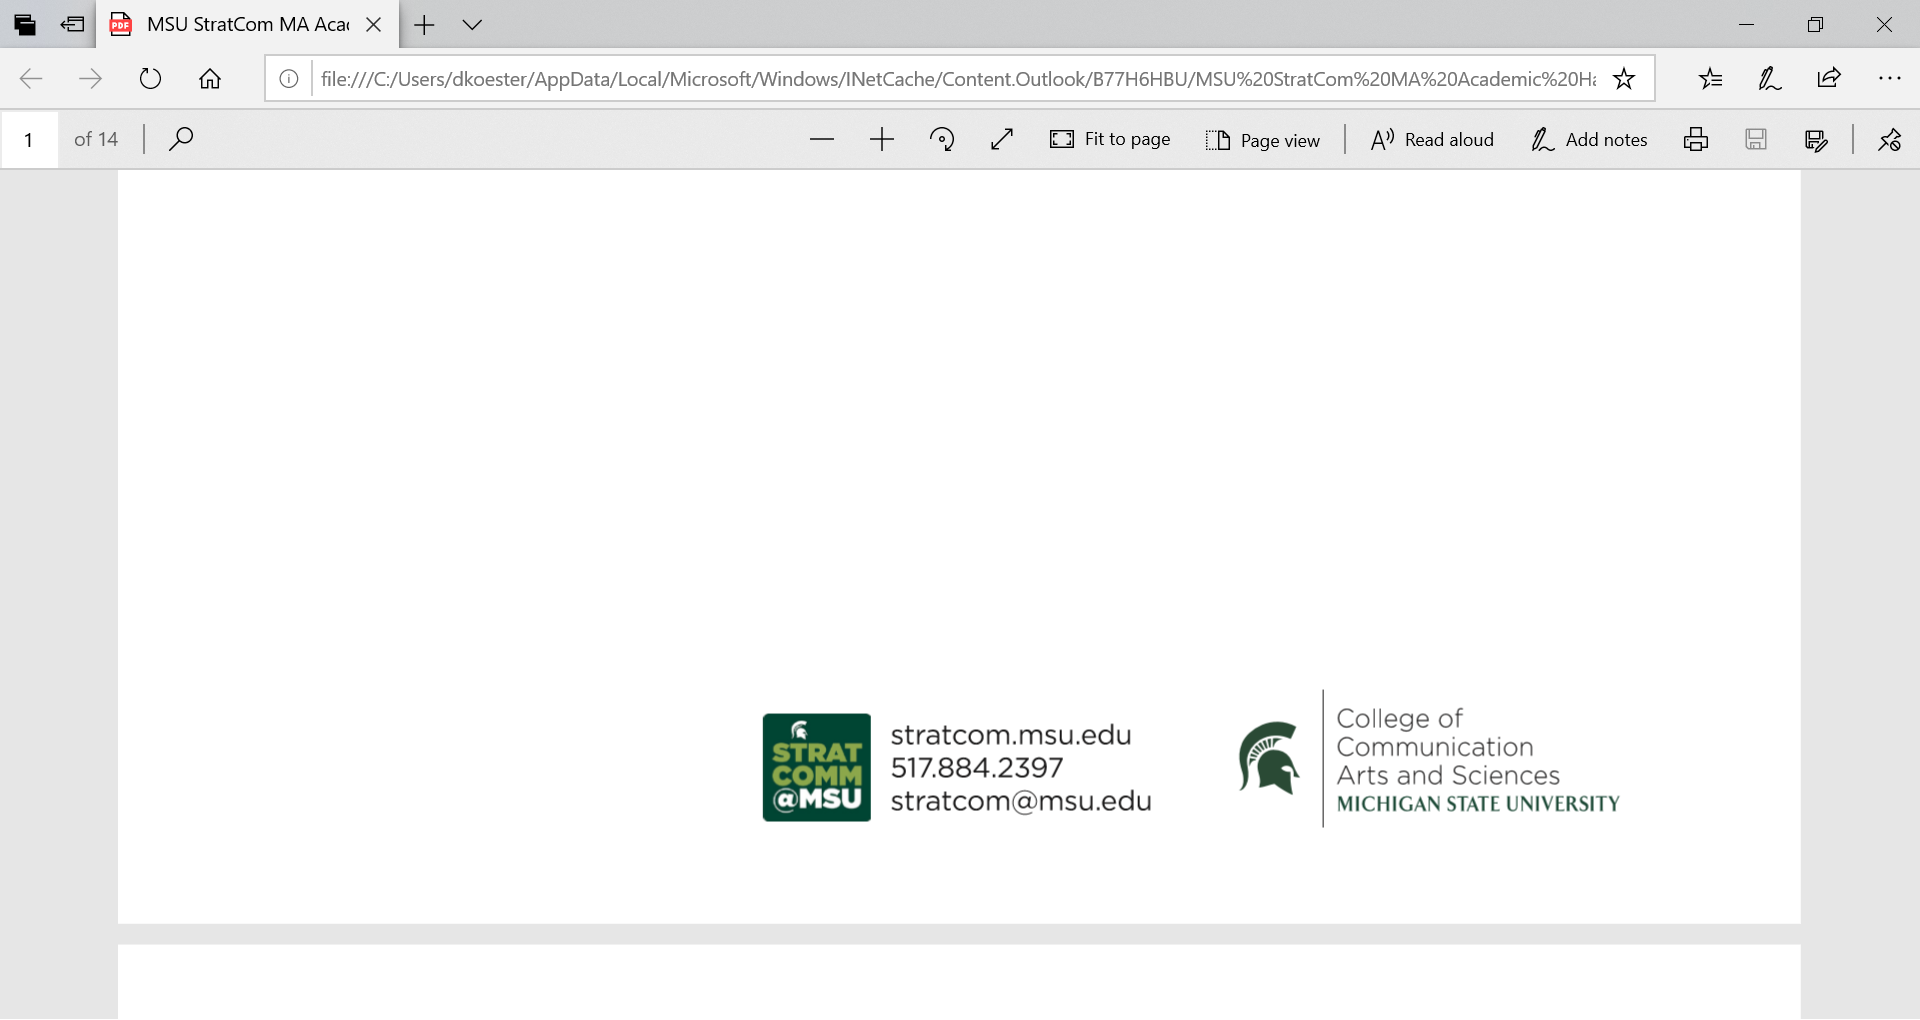 MSU StratCom MA Aca
file:///C:/Users/dkoester/AppData/Local/Microsoft/Windows/INetCache/Content.Outlook/B77H6HBU/MSU%20StratCom%20MA%20Academic%20Ha
1 of 14 Fit to page Page view Read aloud Add notes
STRAT
COMM
@MSU
stratcom.msu.edu
517.884.2397
stratcom@msu.edu
College of
Communication
Arts and Sciences
MICHIGAN STATE UNIVERSITY